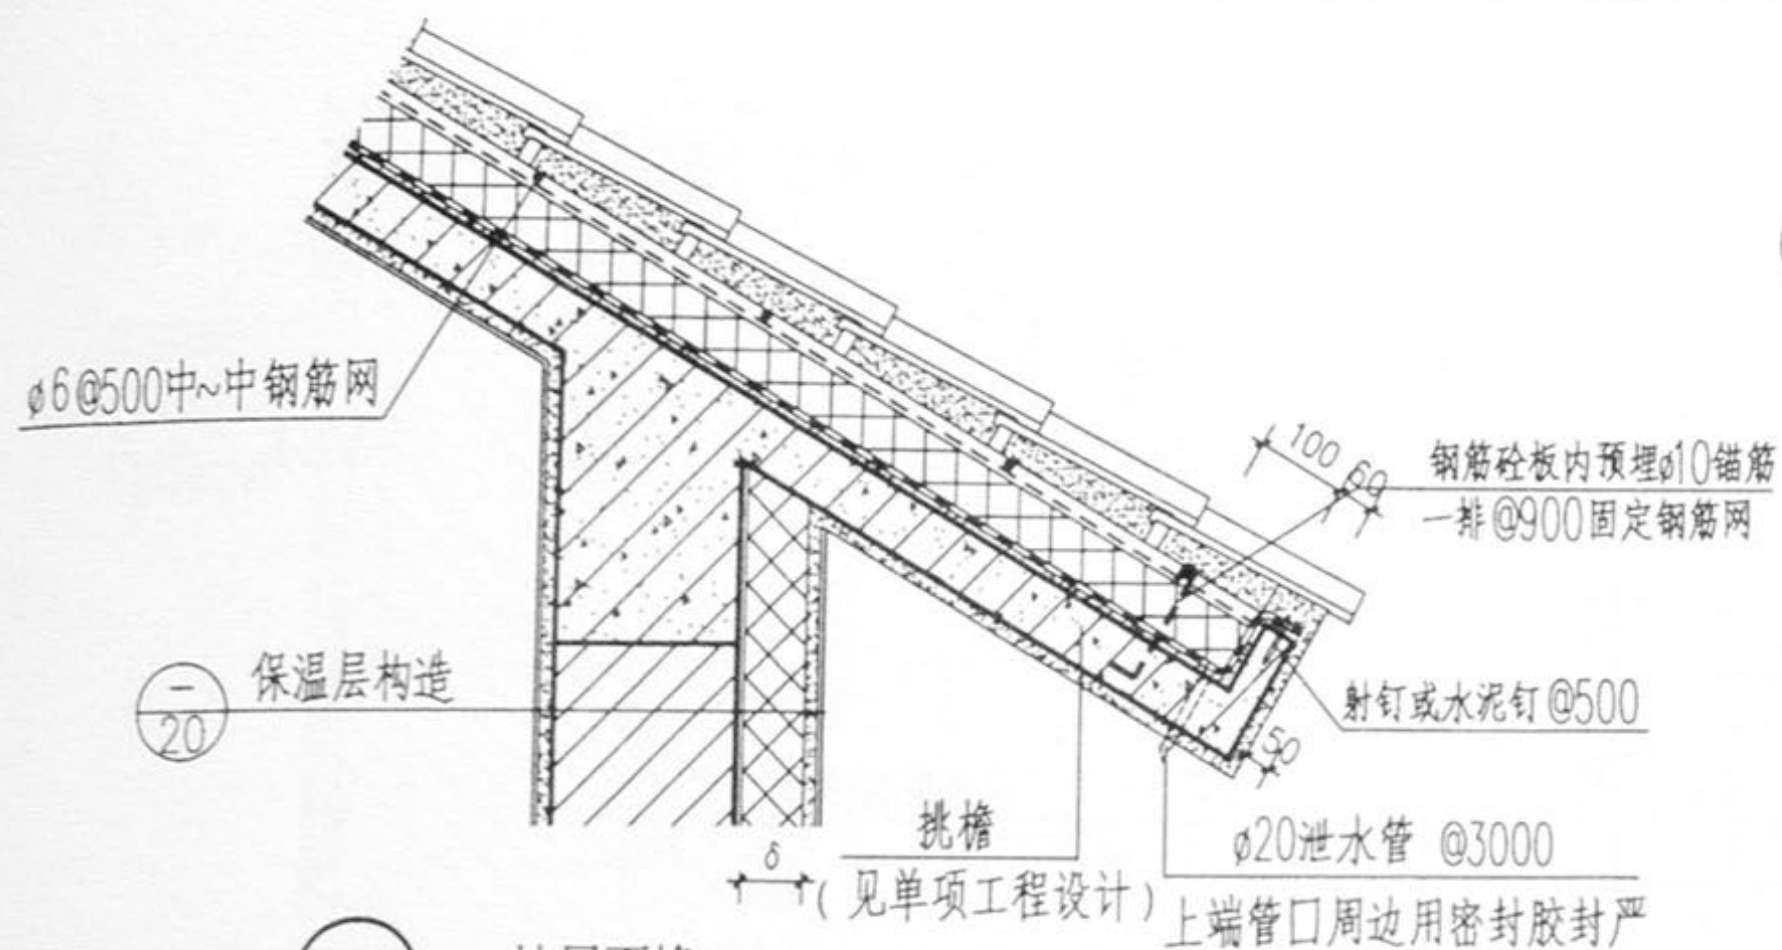 ø6@500中~中钢筋网
100 60
钢筋砼板内预埋ø10锚筋
一排@900固定钢筋网
一
20
保温层构造
射钉或水泥钉@500
50
挑檐
(见单项工程设计)
δ
ø20泄水管 @3000
上端管口周边用密封胶封严